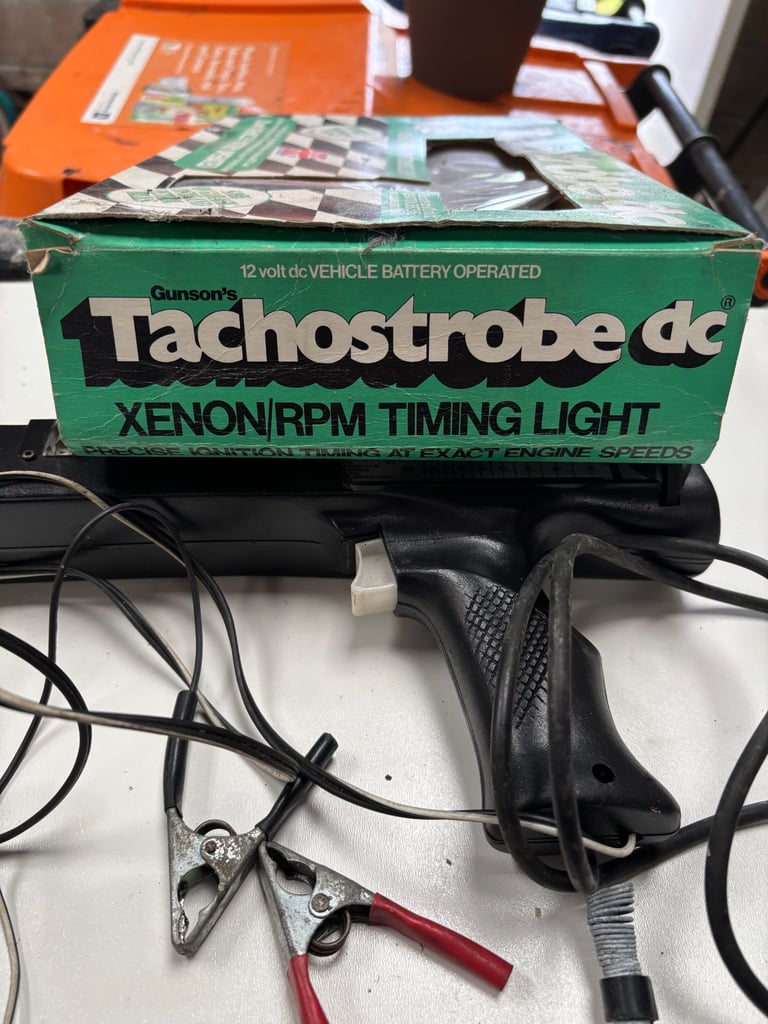 12 volt dc VEHICLE BATTERY OPERATED
Gunson's
Tachostrobe dc ®
XENON/RPM TIMING LIGHT
PRECISE IGNITION TIMING AT EXACT ENGINE SPEEDS